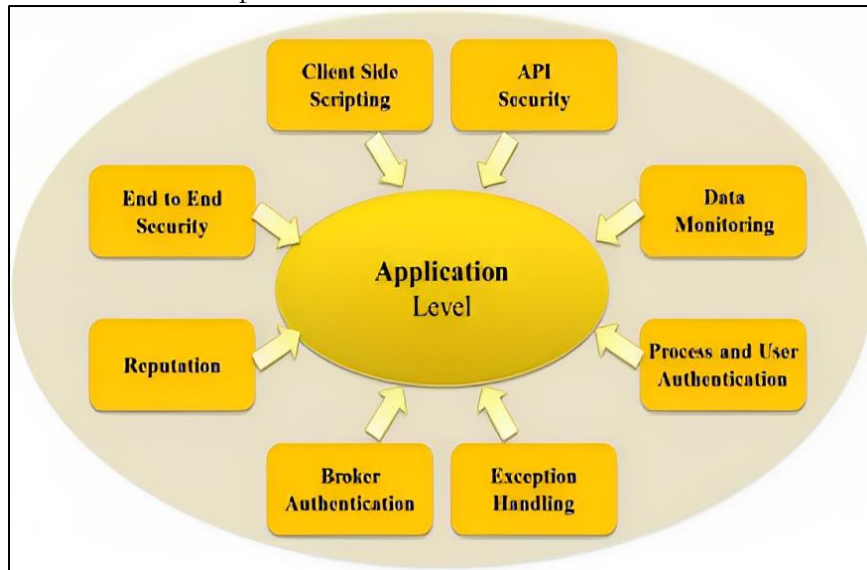 Client Side
Scripting
API
Security
End to End
Security
Data
Monitoring
Application
Level
Reputation
Process and User
Authentication
Broker
Authentication
Exception
Handling